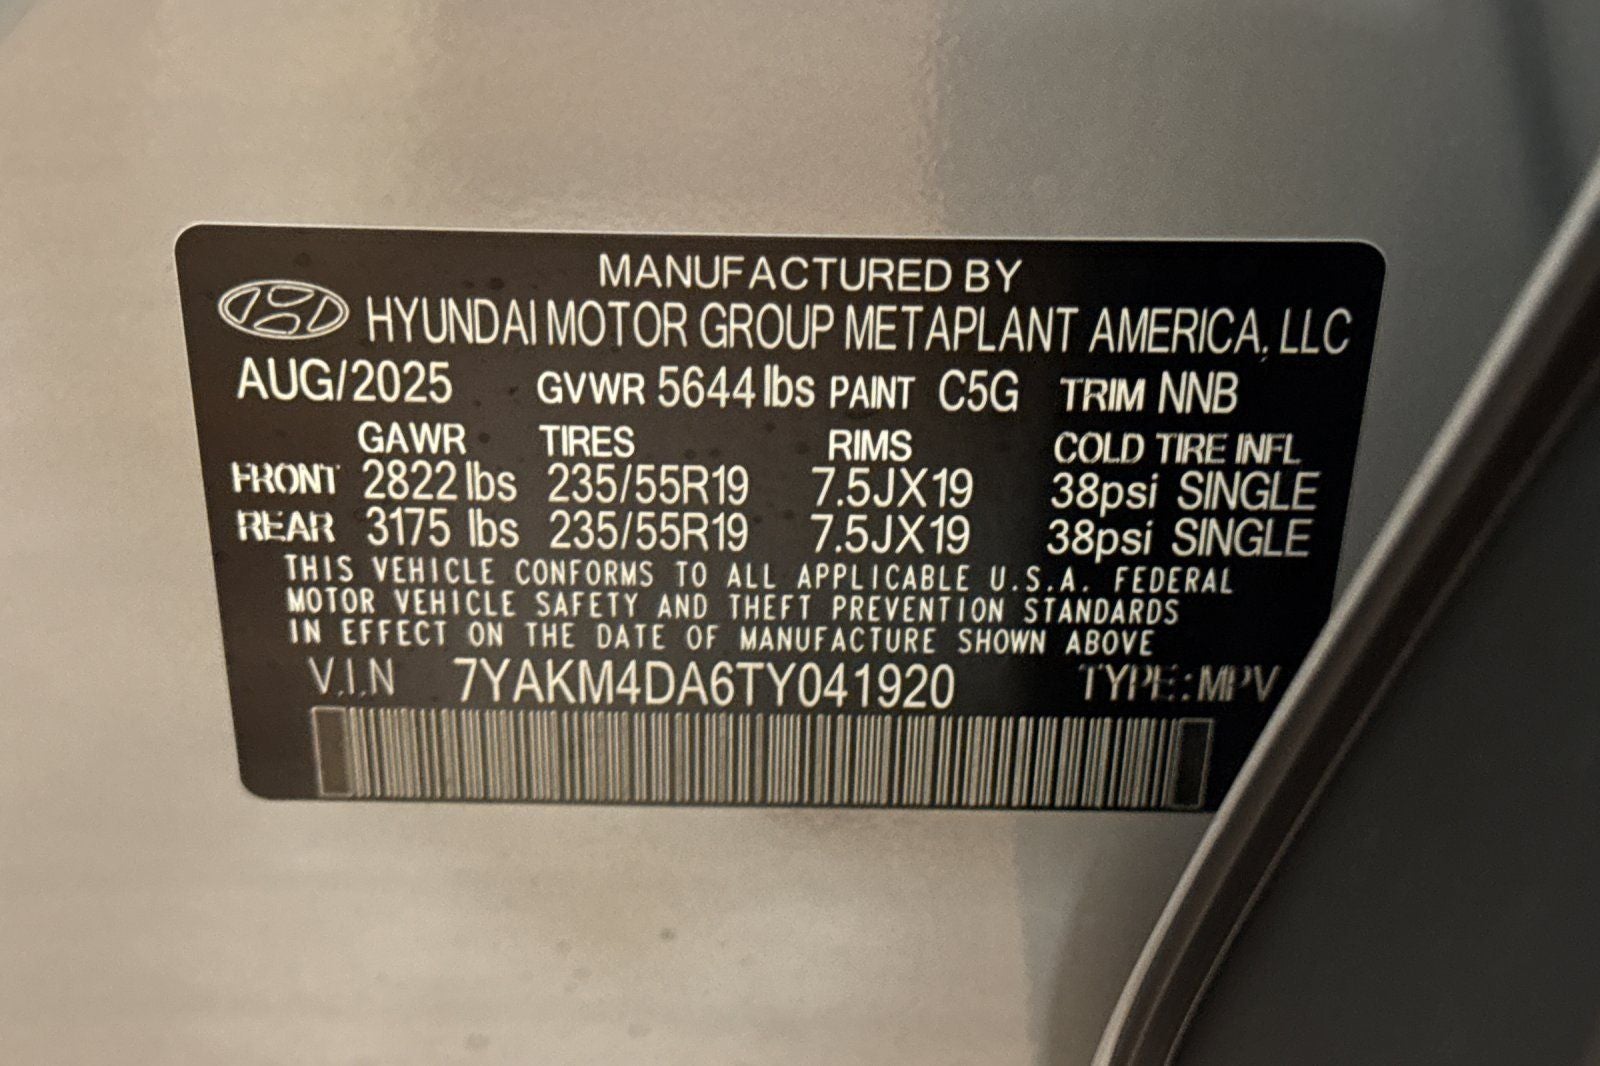 MANUFACTURED BY
HYUNDAI MOTOR GROUP METAPLANT AMERICA, LLC
AUG/2025 GVWR 5644 lbs PAINT C5G TRIM NNB
GAWR TIRES RIMS COLD TIRE INFL
FRONT 2822 lbs 235/55R19 7.5JX19 38psi SINGLE
REAR 3175 lbs 235/55R19 7.5JX19 38psi SINGLE
THIS VEHICLE CONFORMS TO ALL APPLICABLE U.S.A. FEDERAL
MOTOR VEHICLE SAFETY AND THEFT PREVENTION STANDARDS
IN EFFECT ON THE DATE OF MANUFACTURE SHOWN ABOVE
V.I.N 7YAKM4DA6TY041920 TYPE:MPV